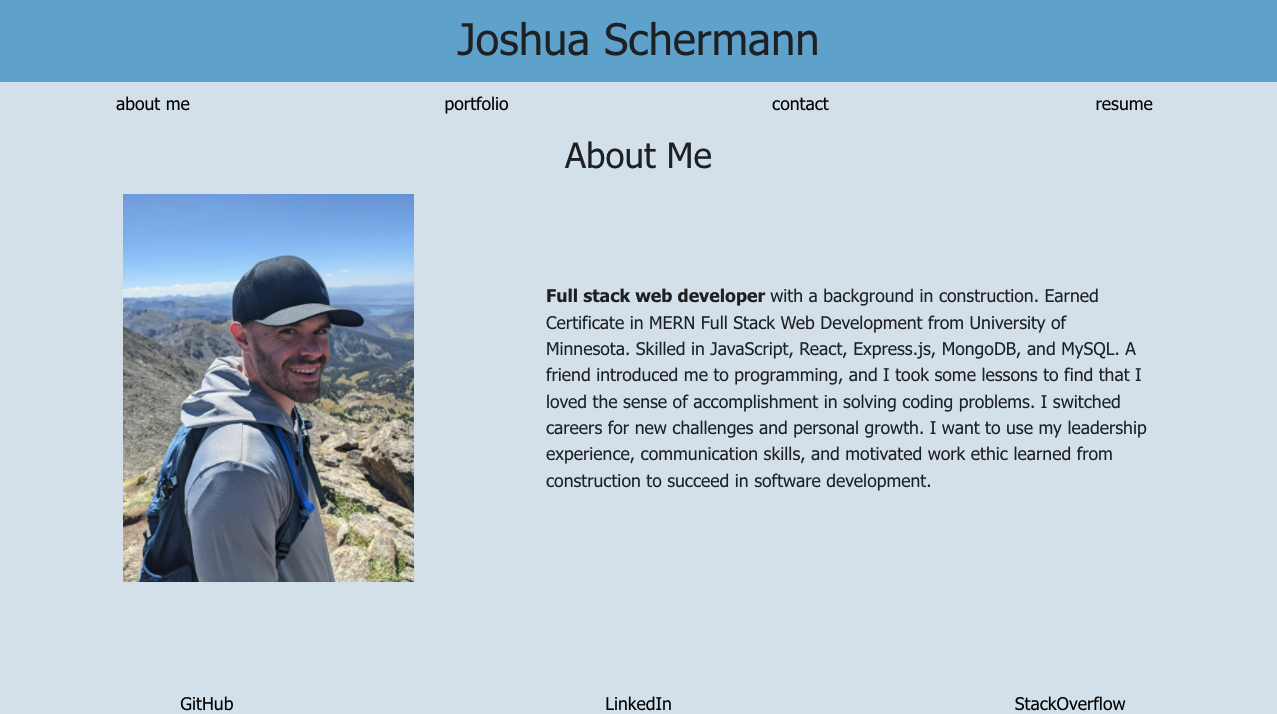 Joshua Schermann
about me portfolio contact resume
About Me
Full stack web developer with a background in construction. Earned
Certificate in MERN Full Stack Web Development from University of
Minnesota. Skilled in JavaScript, React, Express.js, MongoDB, and MySQL. A
friend introduced me to programming, and I took some lessons to find that I
loved the sense of accomplishment in solving coding problems. I switched
careers for new challenges and personal growth. I want to use my leadership
experience, communication skills, and motivated work ethic learned from
construction to succeed in software development.
GitHub LinkedIn StackOverflow